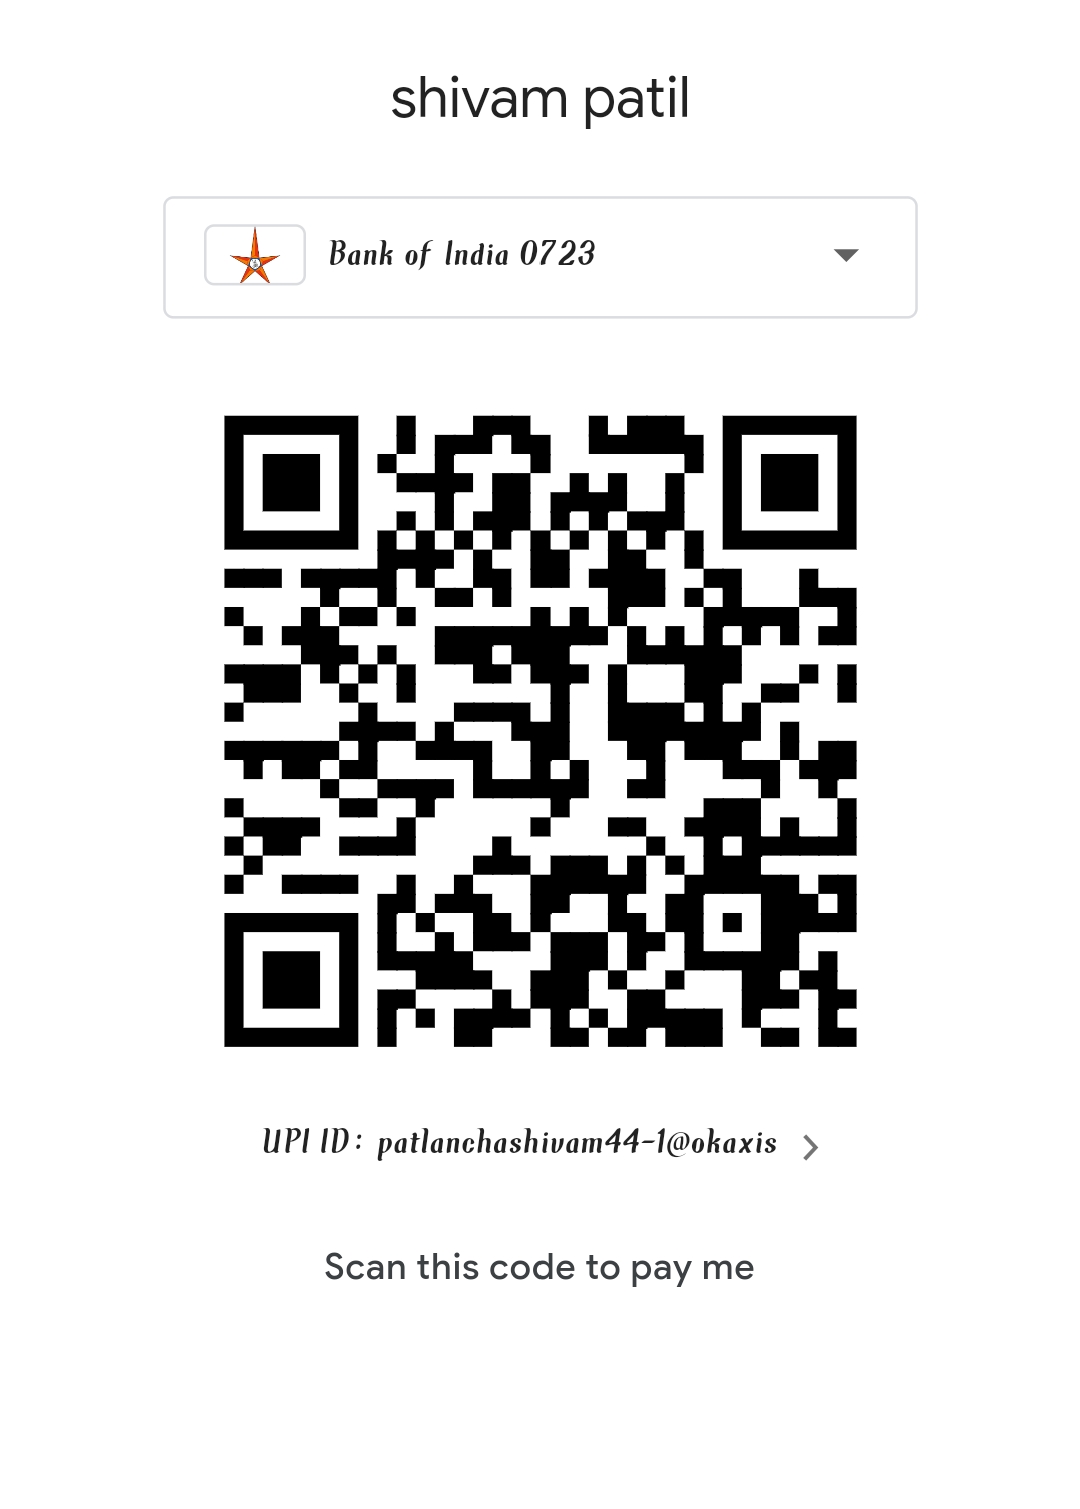 shivam patil
Bank of India 0723
UPI ID: patlanchashivam44-1@okaxis
Scan this code to pay me